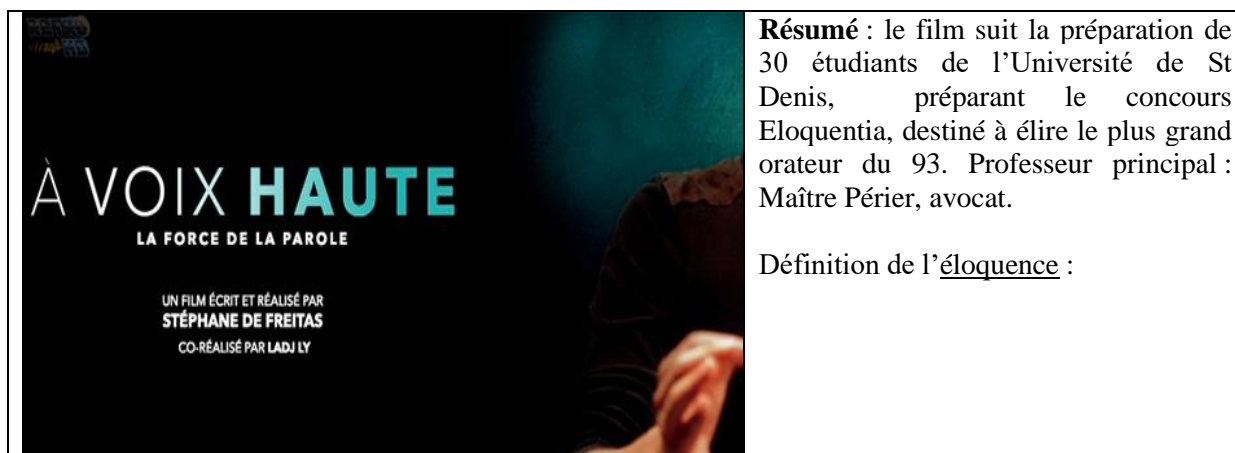 À VOIX HAUTE
LA FORCE DE LA PAROLE
UN FILM ÉCRIT ET RÉALISÉ PAR
STÉPHANE DE FREITAS
CO-RÉALISÉ PAR LADJ LY
Résumé : le film suit la préparation de
30 étudiants de l’Université de St
Denis, préparant le concours
Eloquentia, destiné à élire le plus grand
orateur du 93. Professeur principal :
Maître Périer, avocat.
Définition de l’éloquence :